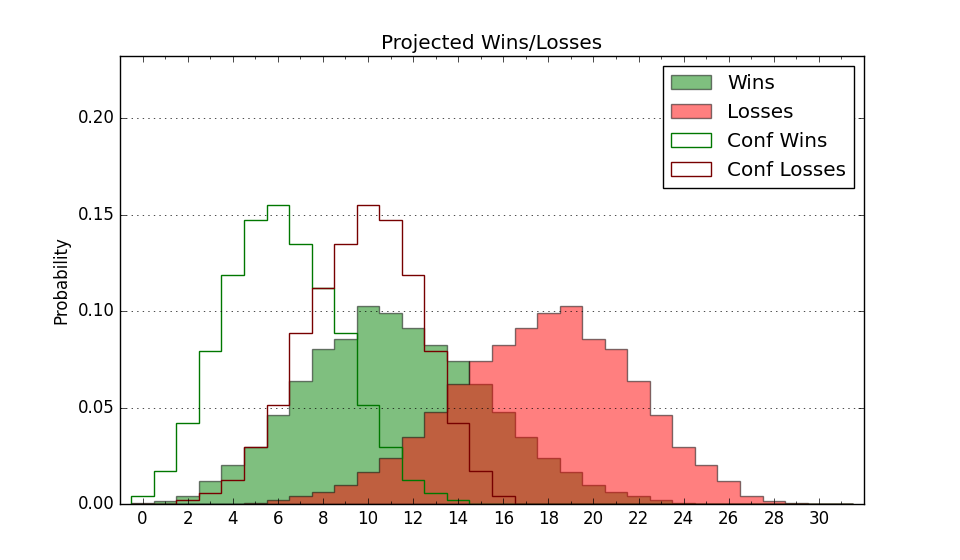 Projected Wins/Losses
Wins
Losses
Conf Wins
Conf Losses
Probability
0.20
0.15
0.10
0.05
0.00
0 2 4 6 8 10 12 14 16 18 20 22 24 26 28 30